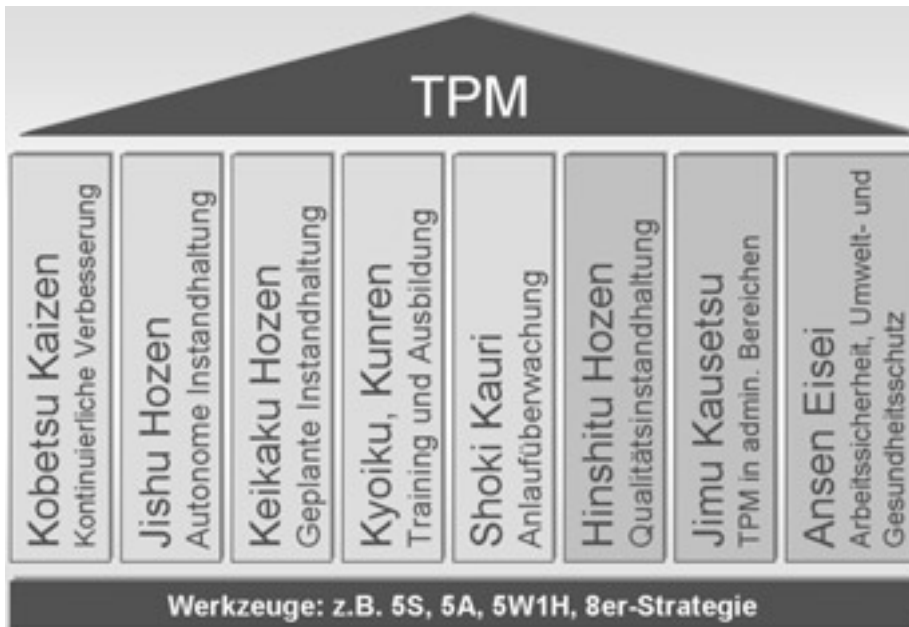 TPM
Kobetsu Kaizen
Kontinuierliche Verbesserung
Jishu Hozen
Autonome Instandhaltung
Keikaku Hozen
Geplante Instandhaltung
Kyoiku, Kunren
Training und Ausbildung
Shoki Kauri
Anlaufüberwachung
Hinshitu Hozen
Qualitätsinstandhaltung
Jimu Kausetsu
TPM in admin. Bereichen
Ansen Eisei
Arbeitssicherheit, Umwelt- und
Gesundheitsschutz
Werkzeuge: z.B. 5S, 5A, 5W1H, 8er-Strategie